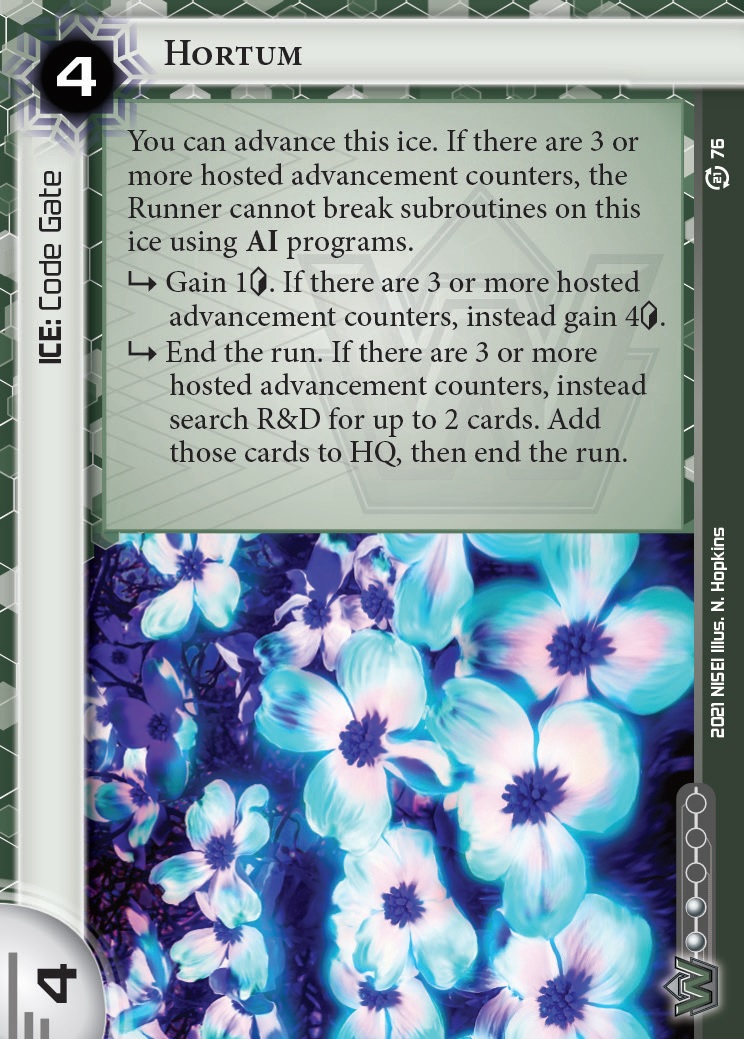 4
HORTUM
You can advance this ice. If there are 3 or
more hosted advancement counters, the
Runner cannot break subroutines on this
ice using AI programs.
↳ Gain 1. If there are 3 or more hosted
advancement counters, instead gain 4.
↳ End the run. If there are 3 or more
hosted advancement counters, instead
search R&D for up to 2 cards. Add
those cards to HQ, then end the run.
ICE: Code Gate
21 76
2021 NISEI Illus. N. Hopkins
4
W